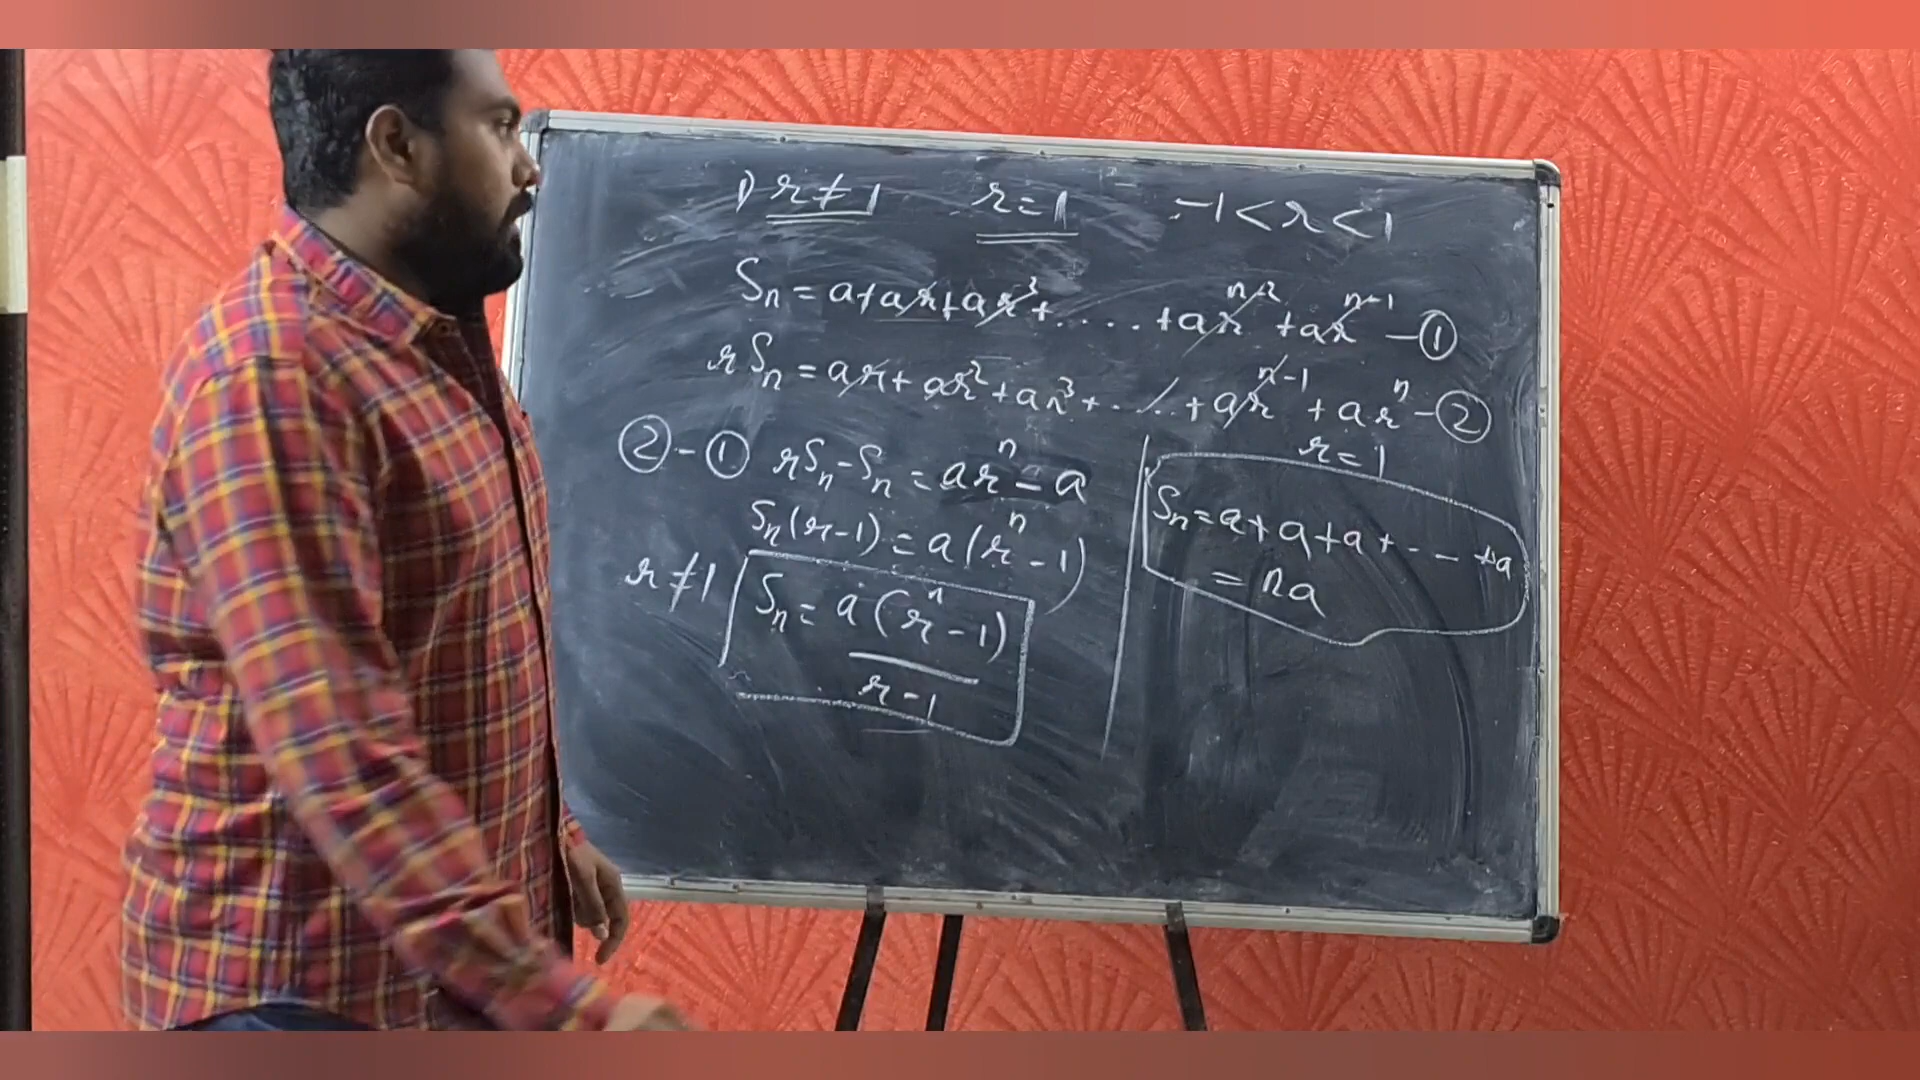 1) r ≠ 1 r = 1 -1 < r < 1
Sₙ = a + ar + ar² + ..... + arⁿ⁻² + arⁿ⁻¹ - ①
rSₙ = ar + ar² + ar³ + ..... + arⁿ⁻¹ + arⁿ - ②
② - ① rSₙ - Sₙ = arⁿ - a
Sₙ(r-1) = a(rⁿ - 1)
r ≠ 1 Sₙ = a(rⁿ - 1)
r - 1
r = 1
Sₙ = a + a + a + ---- + a
= na